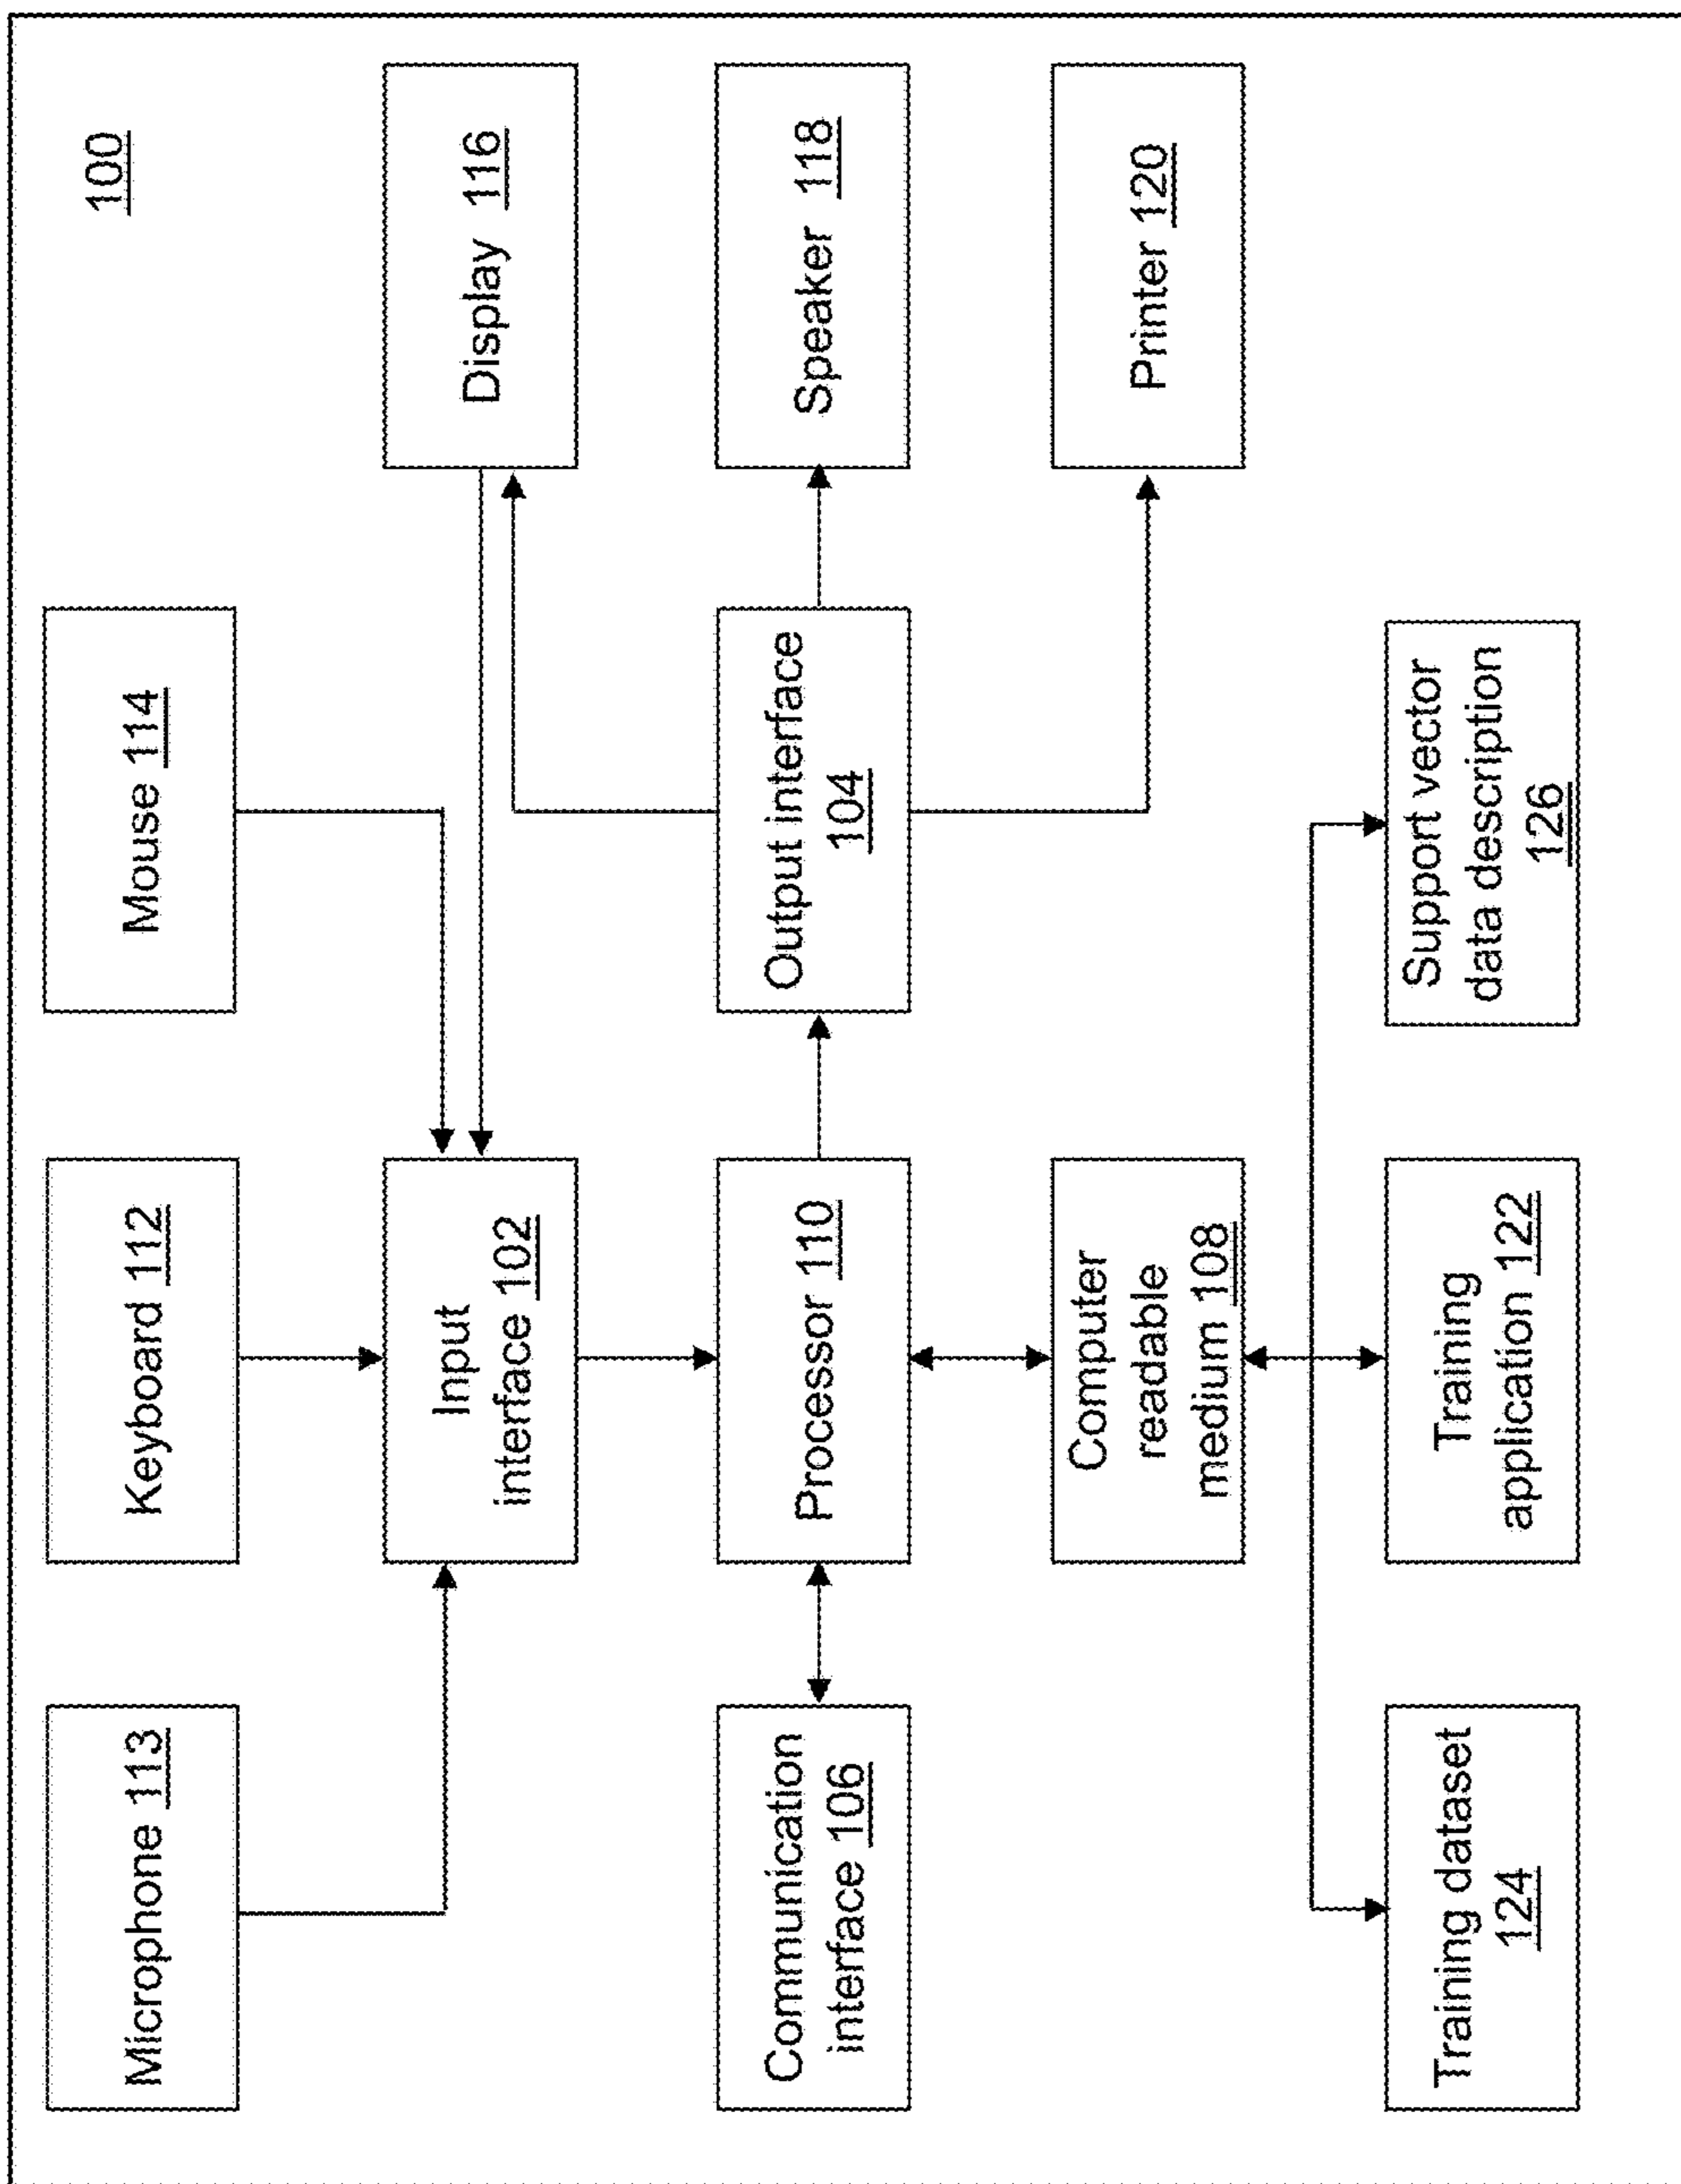 100
Microphone 113
Keyboard 112
Mouse 114
Input
interface 102
Display 116
Communication
interface 106
Processor 110
Output interface
104
Speaker 118
Computer
readable
medium 108
Printer 120
Training dataset
124
Training
application 122
Support vector
data description
126